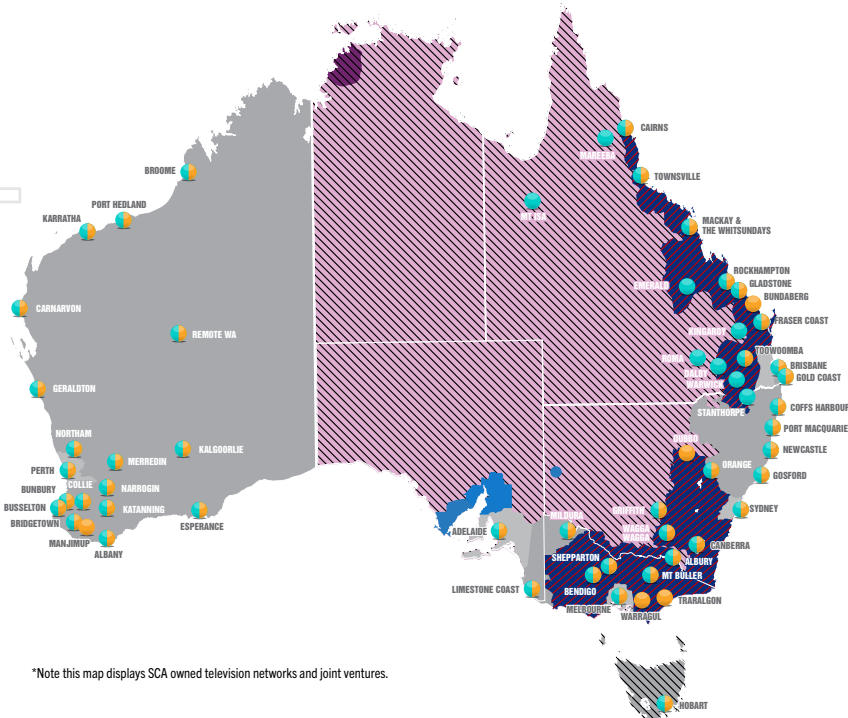 CAIRNS
MAREEBA
BROOME
TOWNSVILLE
PORT HEDLAND
MT ISA
KARRATHA
MACKAY &
THE WHITSUNDAYS
ROCKHAMPTON
GLADSTONE
EMERALD
BUNDABERG
CARNARVON
FRASER COAST
REMOTE WA
KINGAROY
TOOWOOMBA
ROMA
BRISBANE
DALBY
GOLD COAST
WARWICK
GERALDTON
STANTHORPE
COFFS HARBOUR
PORT MACQUARIE
NORTHAM
DUBBO
KALGOORLIE
NEWCASTLE
MERREDIN
ORANGE
PERTH
GOSFORD
COLLIE
BUNBURY
NARROGIN
BUSSELTON
KATANNING
GRIFFITH
SYDNEY
MILDURA
BRIDGETOWN
ESPERANCE
WAGGA
WAGGA
ADELAIDE
MANJIMUP
CANBERRA
ALBANY
SHEPPARTON
ALBURY
MT BULLER
LIMESTONE COAST
BENDIGO
TRARALGON
MELBOURNE
WARRAGUL
*Note this map displays SCA owned television networks and joint ventures.
HOBART